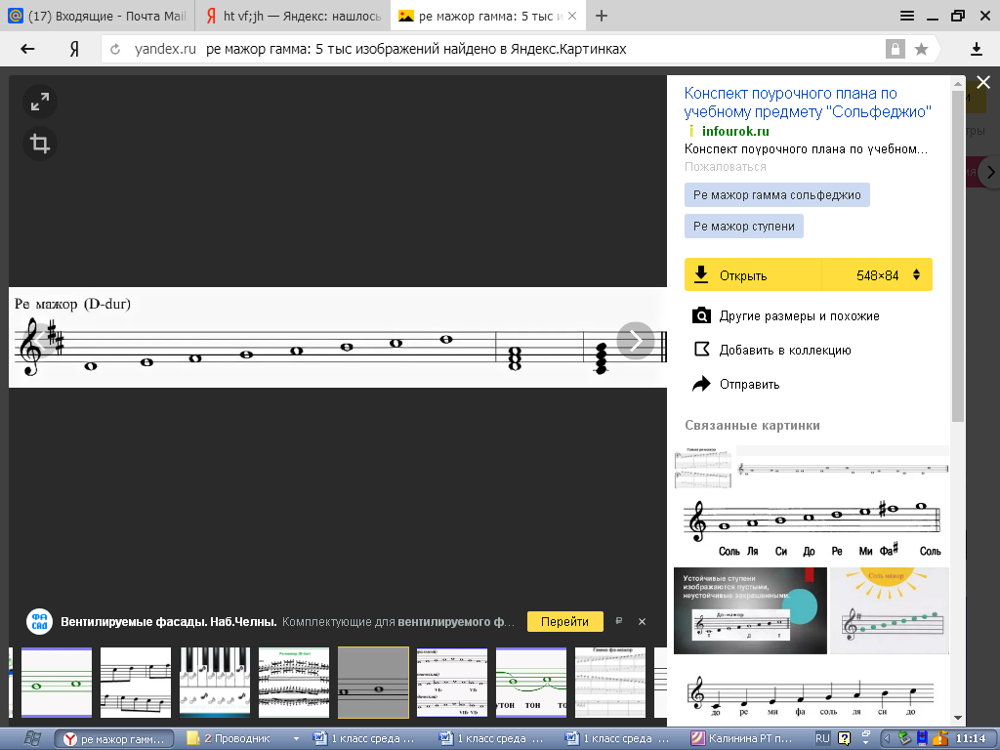 (17) Входящие - Почта Mail.
ht vf;jh — Яндекс: нашлось
ре мажор гамма: 5 тыс и
yandex.ru ре мажор гамма: 5 тыс изображений найдено в Яндекс.Картинках
Конспект поурочного плана по
учебному предмету "Сольфеджио"
infourok.ru
Конспект поурочного плана по учебном...
Пожаловаться
Ре мажор гамма сольфеджио
Ре мажор ступени
Открыть 548×84
Другие размеры и похожие
Добавить в коллекцию
Отправить
Связанные картинки
Ре мажор (D-dur)
Гамма ре-мажор
Соль Ля Си До Ре Ми Фа# Соль
Устойчивые ступени
изображаются пустыми,
неустойчивые закрашенными.
До-мажор
Т Д Т
Соль мажор
до ре ми фа соль ля си до
ФА
САД
Вентилируемые фасады. Наб.Челны. Комплектующие для вентилируемого ф...
Перейти
Гамма фа-мажор
УТОН ТОН ТОН
ре мажор гамм...
2 Проводник
1 класс среда ...
1 класс среда ...
1 класс среда ...
Калинина РТ п...
RU
11:14